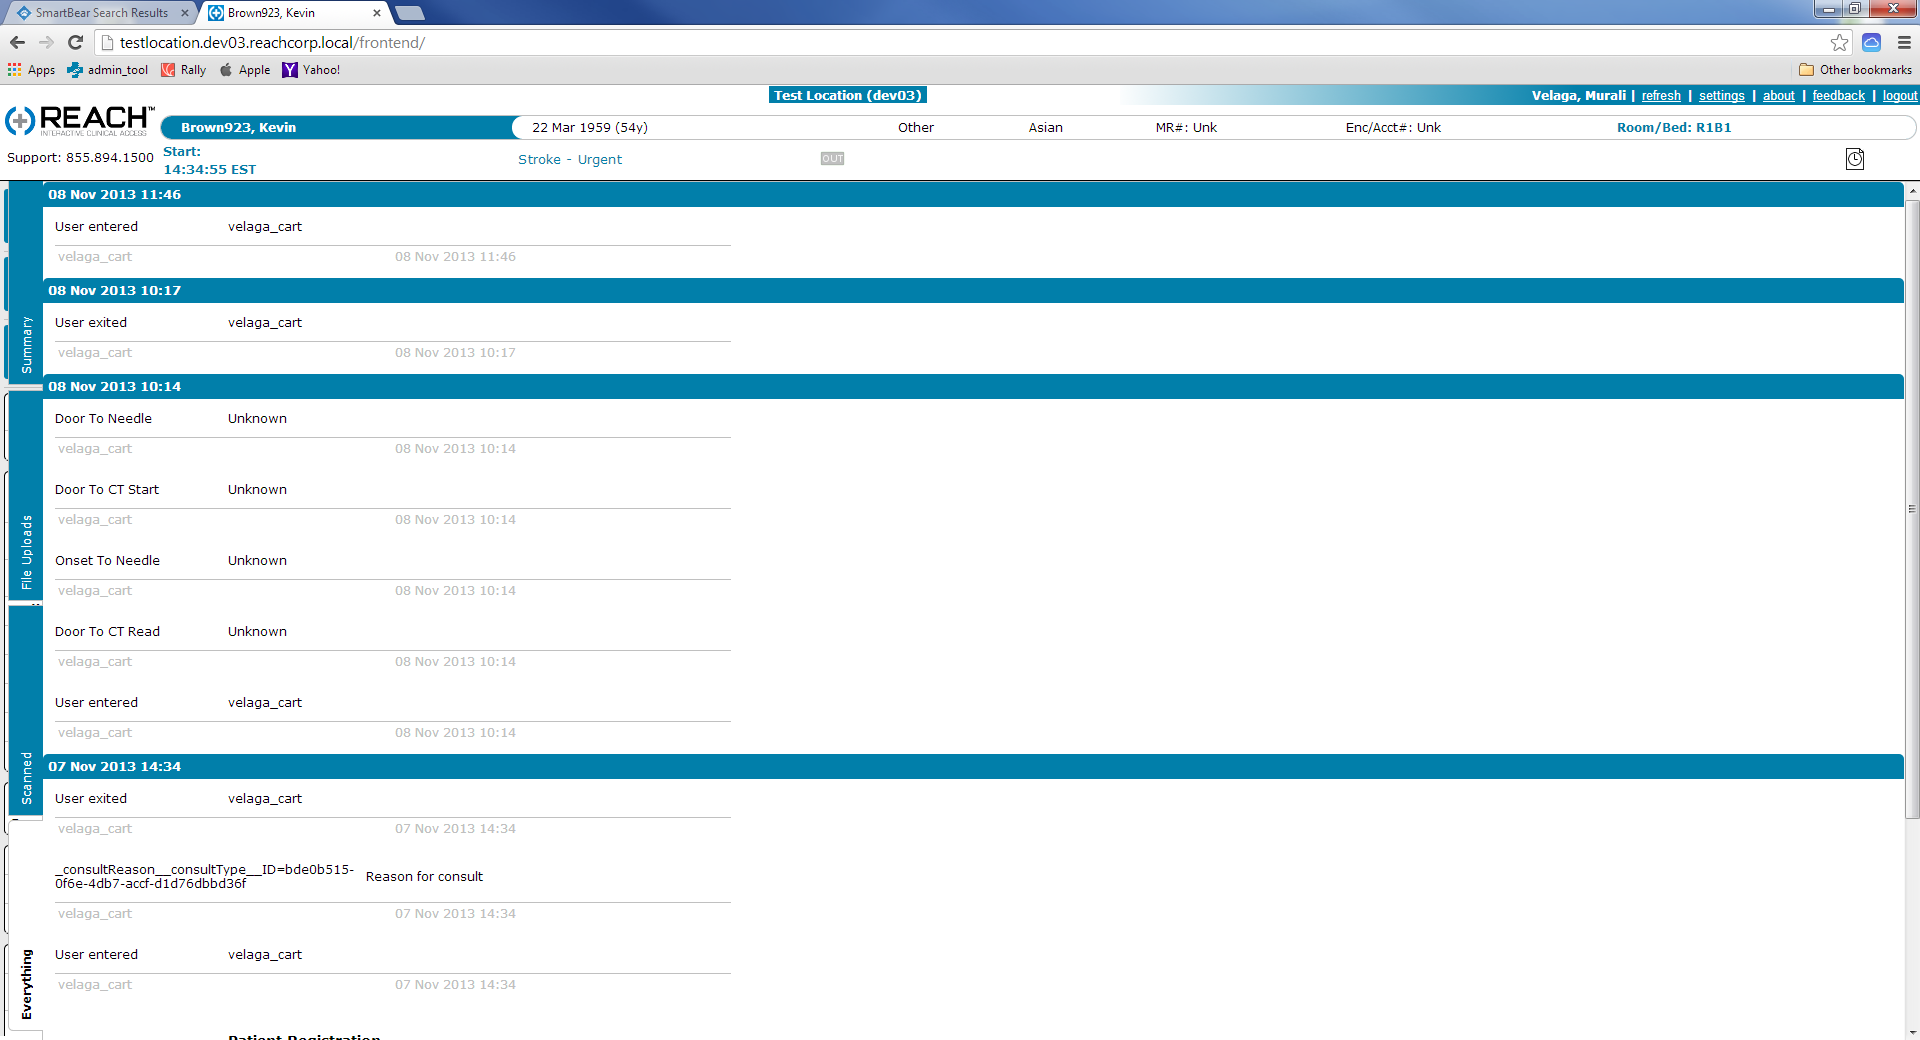 SmartBear Search Results
Brown923, Kevin
testlocation.dev03.reachcorp.local/frontend/
Apps
admin_tool
Rally
Apple
Yahoo!
Other bookmarks
Test Location (dev03)
Velaga, Murali | refresh | settings | about | feedback | logout
REACH™
INTERACTIVE CLINICAL ACCESS
Brown923, Kevin
22 Mar 1959 (54y)
Other
Asian
MR#: Unk
Enc/Acct#: Unk
Room/Bed: R1B1
Support: 855.894.1500
Start:
14:34:55 EST
Stroke - Urgent
OUT
Summary
File Uploads
Scanned
Everything
08 Nov 2013 11:46
User entered velaga_cart
velaga_cart 08 Nov 2013 11:46
08 Nov 2013 10:17
User exited velaga_cart
velaga_cart 08 Nov 2013 10:17
08 Nov 2013 10:14
Door To Needle Unknown
velaga_cart 08 Nov 2013 10:14
Door To CT Start Unknown
velaga_cart 08 Nov 2013 10:14
Onset To Needle Unknown
velaga_cart 08 Nov 2013 10:14
Door To CT Read Unknown
velaga_cart 08 Nov 2013 10:14
User entered velaga_cart
velaga_cart 08 Nov 2013 10:14
07 Nov 2013 14:34
User exited velaga_cart
velaga_cart 07 Nov 2013 14:34
_consultReason__consultType__ID=bde0b515-
0f6e-4db7-accf-d1d76dbbd36f
Reason for consult
velaga_cart 07 Nov 2013 14:34
User entered velaga_cart
velaga_cart 07 Nov 2013 14:34
Patient Registration